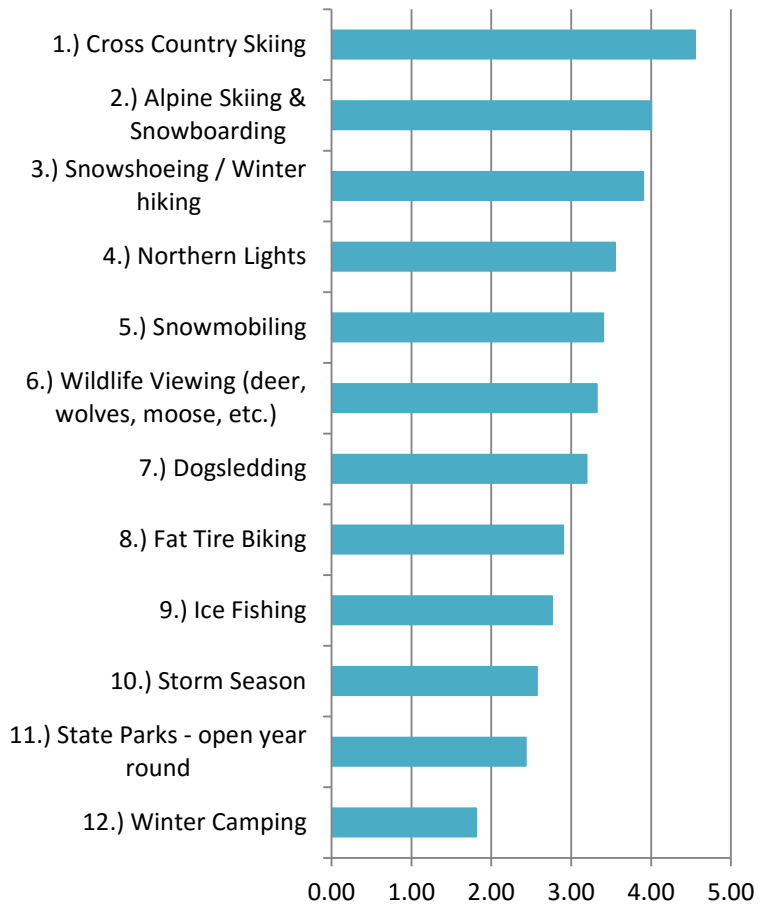 1.) Cross Country Skiing
2.) Alpine Skiing &
Snowboarding
3.) Snowshoeing / Winter
hiking
4.) Northern Lights
5.) Snowmobiling
6.) Wildlife Viewing (deer,
wolves, moose, etc.)
7.) Dogsledding
8.) Fat Tire Biking
9.) Ice Fishing
10.) Storm Season
11.) State Parks - open year
round
12.) Winter Camping
0.00 1.00 2.00 3.00 4.00 5.00